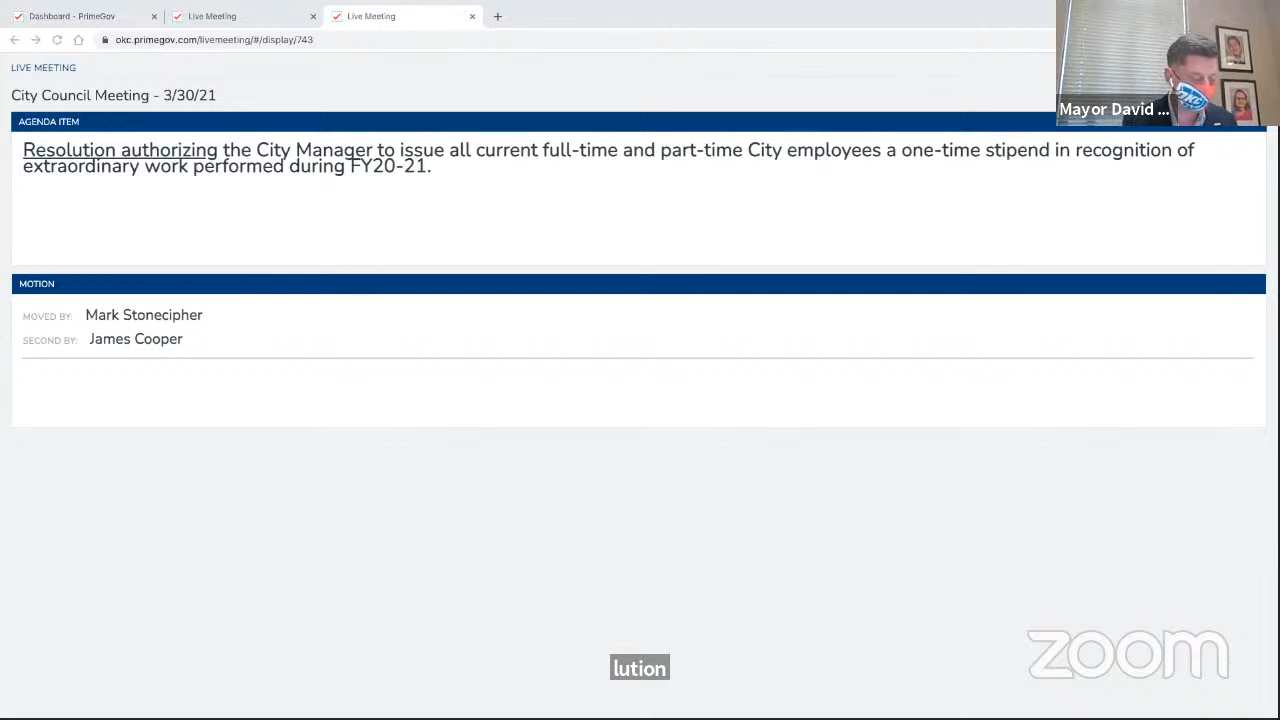 Dashboard - PrimeGov
Live Meeting
Live Meeting
okc.primegov.com/livemeeting/#/display/743
LIVE MEETING
City Council Meeting - 3/30/21
AGENDA ITEM
Resolution authorizing the City Manager to issue all current full-time and part-time City employees a one-time stipend in recognition of
extraordinary work performed during FY20-21.
MOTION
MOVED BY: Mark Stonecipher
SECOND BY: James Cooper
Mayor David ...
OKC
lution
zoom